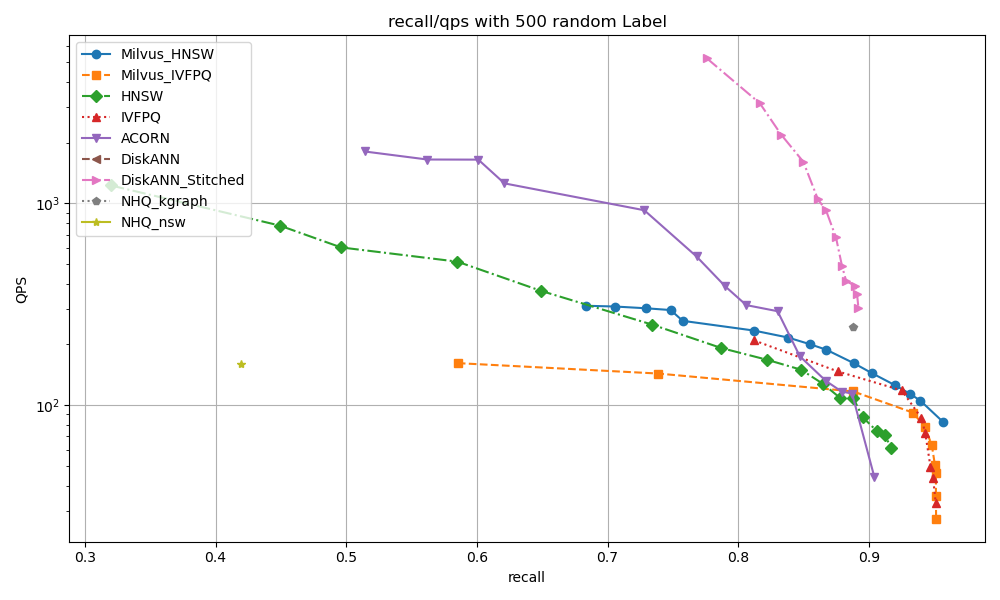 recall/qps with 500 random Label
Milvus_HNSW
Milvus_IVFPQ
HNSW
IVFPQ
ACORN
DiskANN
DiskANN_Stitched
NHQ_kgraph
NHQ_nsw
QPS
10³
10²
0.3 0.4 0.5 0.6 0.7 0.8 0.9
recall